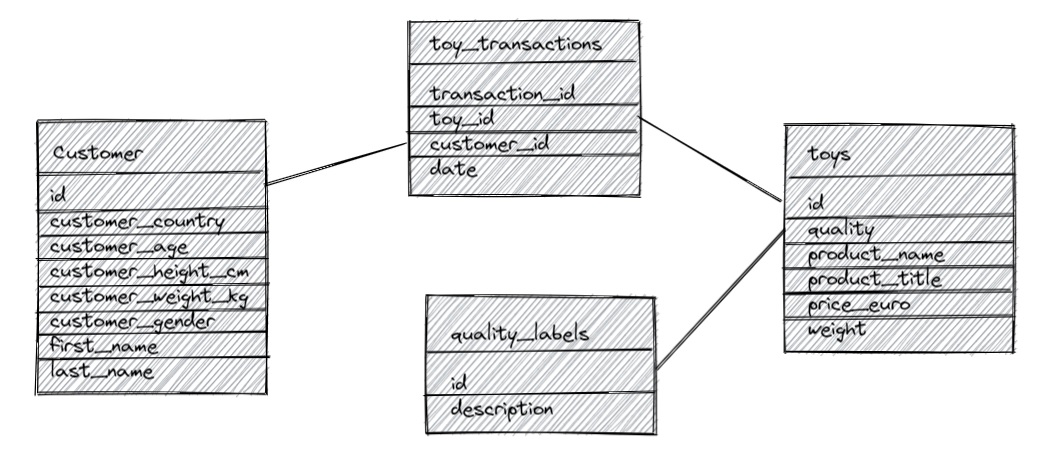 toy_transactions
transaction_id
toy_id
customer_id
date
Customer
id
customer_country
customer_age
customer_height_cm
customer_weight_kg
customer_gender
first_name
last_name
toys
id
quality
product_name
product_title
price_euro
weight
quality_labels
id
description